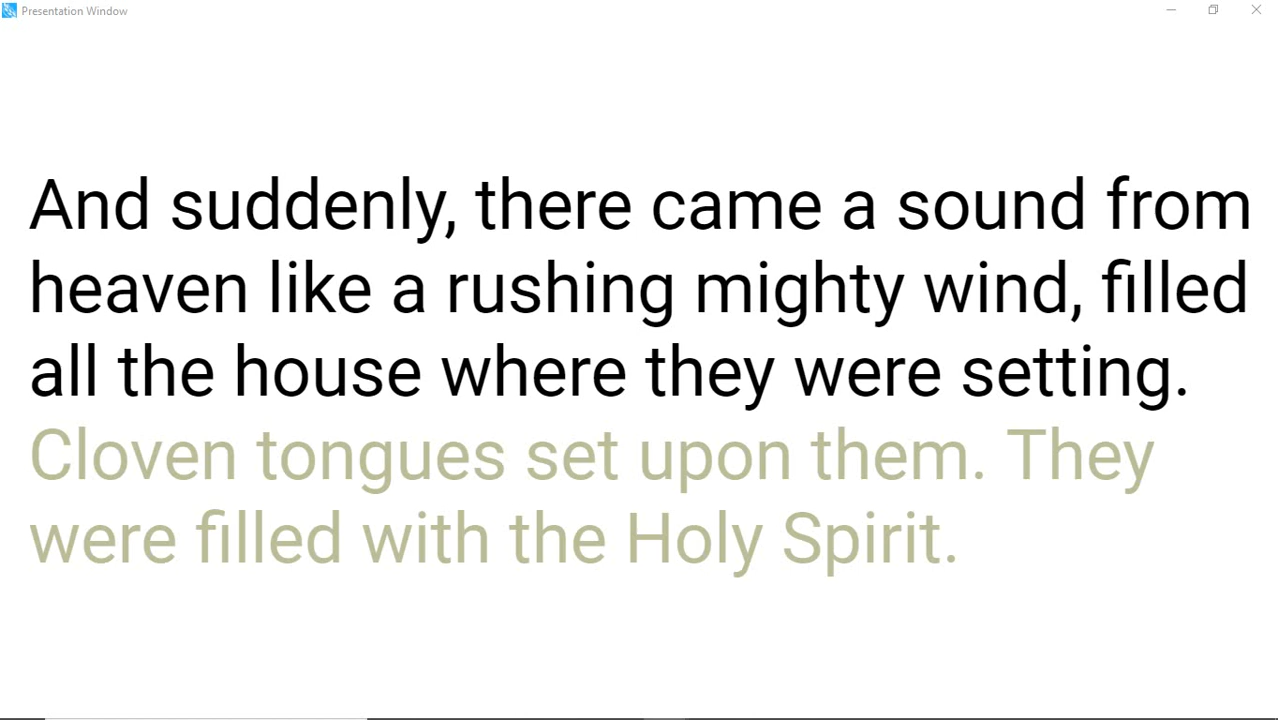 Presentation Window
And suddenly, there came a sound from
heaven like a rushing mighty wind, filled
all the house where they were setting.
Cloven tongues set upon them. They
were filled with the Holy Spirit.